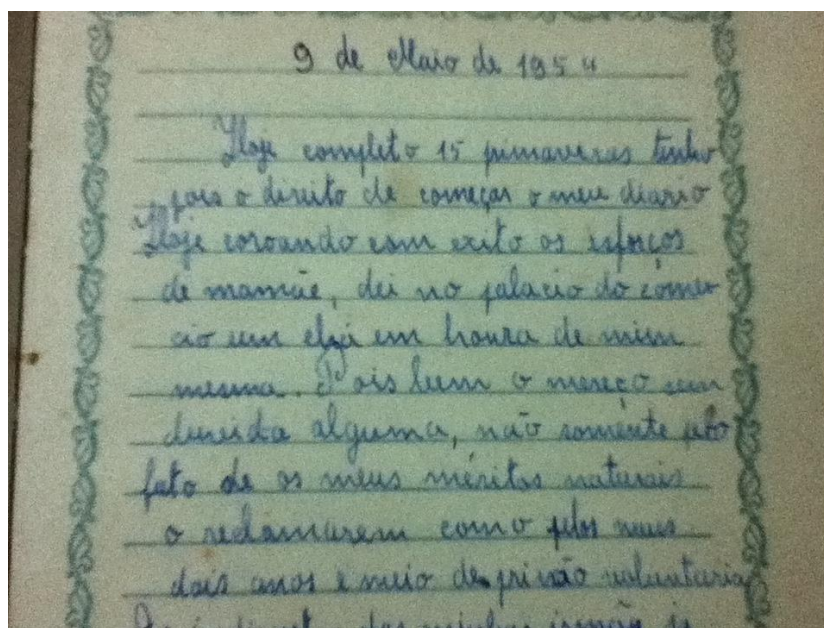 9 de Maio de 1954
Hoje completo 15 primaveras tenho
pois o direito de começar o meu diario
Hoje coroando com exito os esforços
de mamãe, dei no palacio do comer
cio um chá em honra de mim
mesma. Pois bem o mereço sem
duvida alguma, não somente pelo
fato de os meus méritos naturais
o reclamarem como pelos meus
dois anos e meio de prisão voluntaria
das minhas